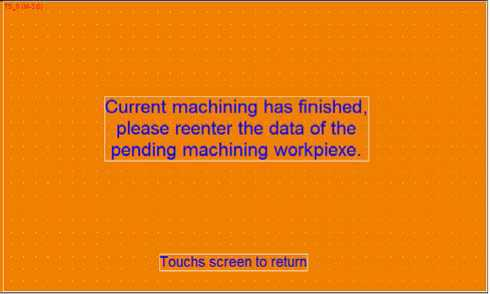 Current machining has finished,
please reenter the data of the
pending machining workpiexe.
Touchs screen to return